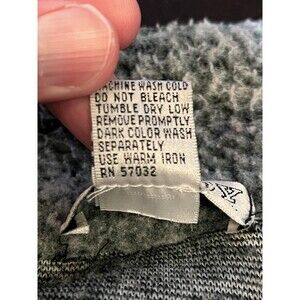 MACHINE WASH COLD
DO NOT BLEACH
TUMBLE DRY LOW
REMOVE PROMPTLY
DARK COLOR WASH
SEPARATELY
USE WARM IRON
RN 57032